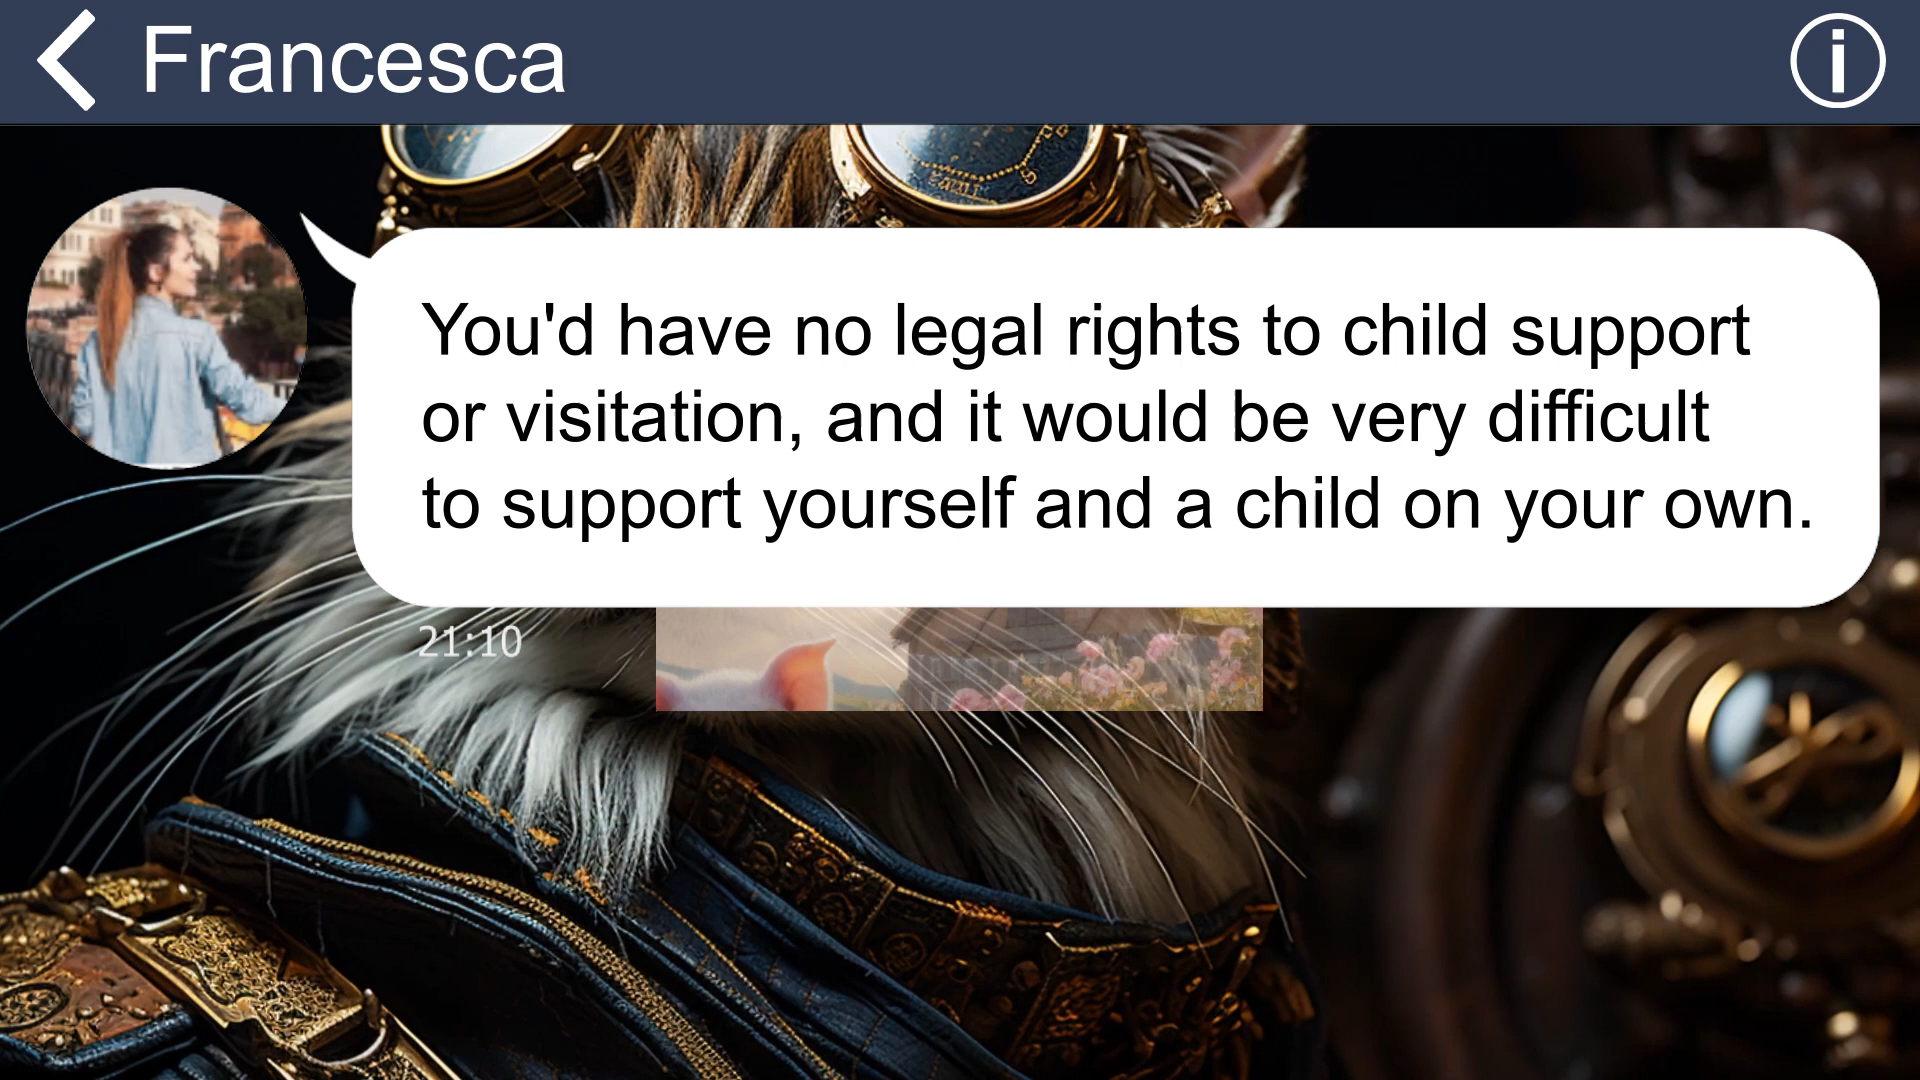 Francesca
You'd have no legal rights to child support
or visitation, and it would be very difficult
to support yourself and a child on your own.
21:10